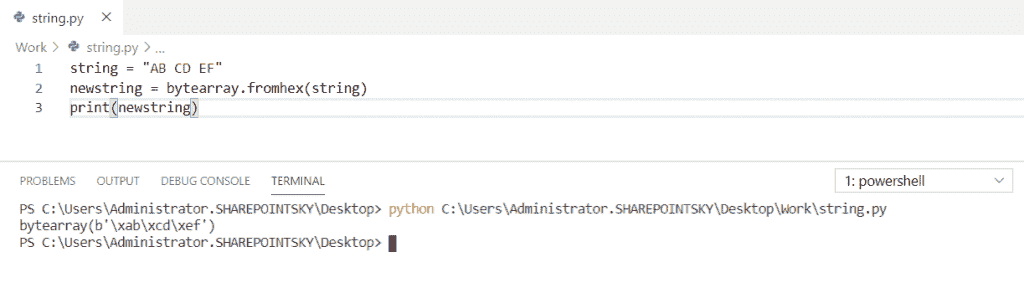 string.py ×
Work > string.py > ...
1 string = "AB CD EF"
2 newstring = bytearray.fromhex(string)
3 print(newstring)
PROBLEMS OUTPUT DEBUG CONSOLE TERMINAL 1: powershell
PS C:\Users\Administrator.SHAREPOINTSKY\Desktop> python C:\Users\Administrator.SHAREPOINTSKY\Desktop\Work\string.py
bytearray(b'\xab\xcd\xef')
PS C:\Users\Administrator.SHAREPOINTSKY\Desktop>